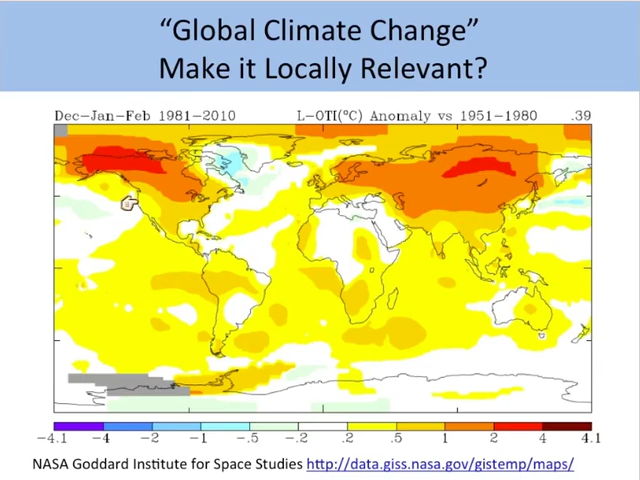 “Global Climate Change”
Make it Locally Relevant?
Dec-Jan-Feb 1981-2010 L-OTI(°C) Anomaly vs 1951-1980 .39
-4.1 -4 -2 -1 -.5 -.2 .2 .5 1 2 4 4.1
NASA Goddard Institute for Space Studies http://data.giss.nasa.gov/gistemp/maps/